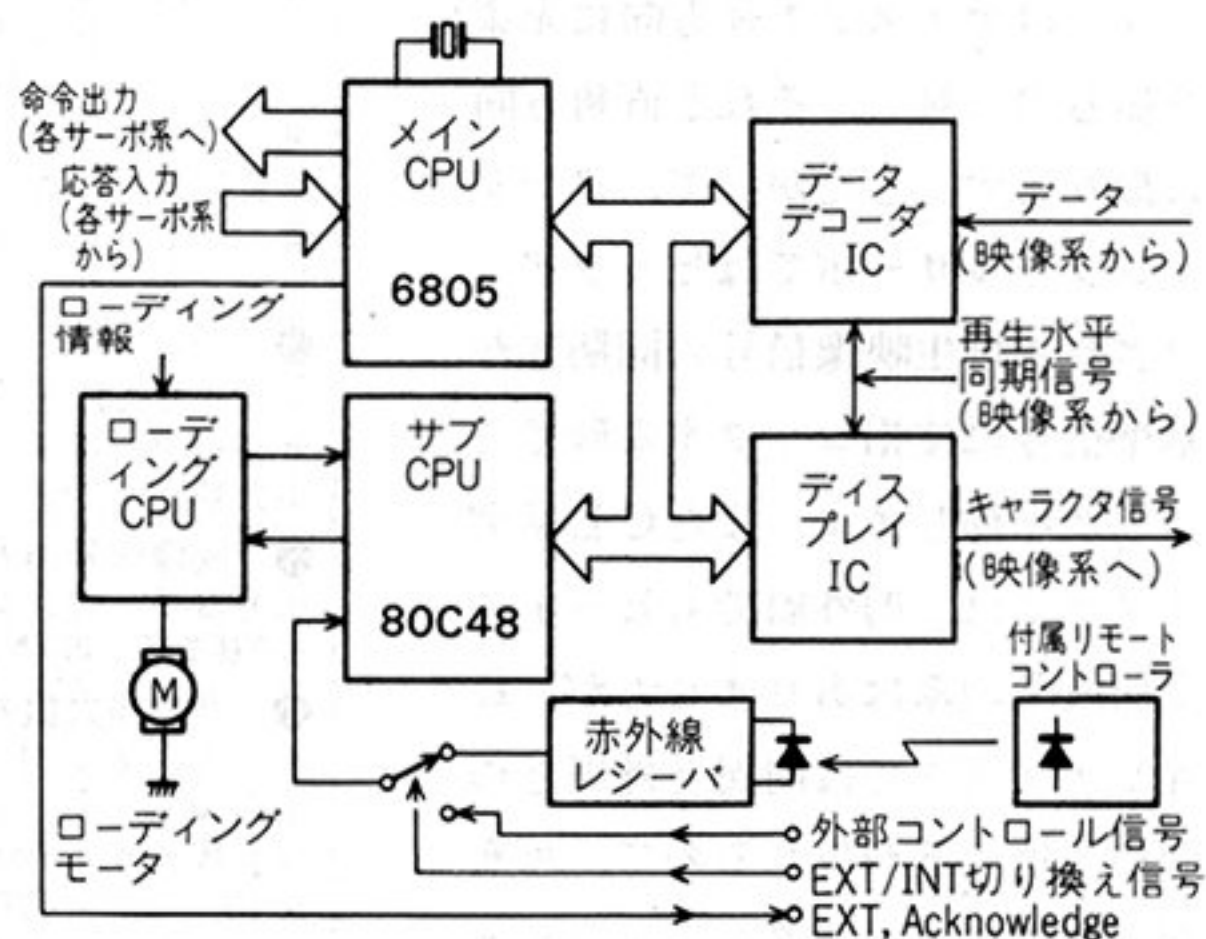 命令出力
(各サーボ系へ)
応答入力
(各サーボ系
から)
メイン
CPU
6805
データ
デコーダ
IC
データ
(映像系から)
再生水平
同期信号
(映像系から)
ローディング
情報
ローデ
ィング
CPU
サブ
CPU
80C48
ディス
プレイ
IC
キャラクタ信号
(映像系へ)
M
ローディング
モータ
赤外線
レシーバ
付属リモート
コントローラ
外部コントロール信号
EXT/INT切り換え信号
EXT, Acknowledge